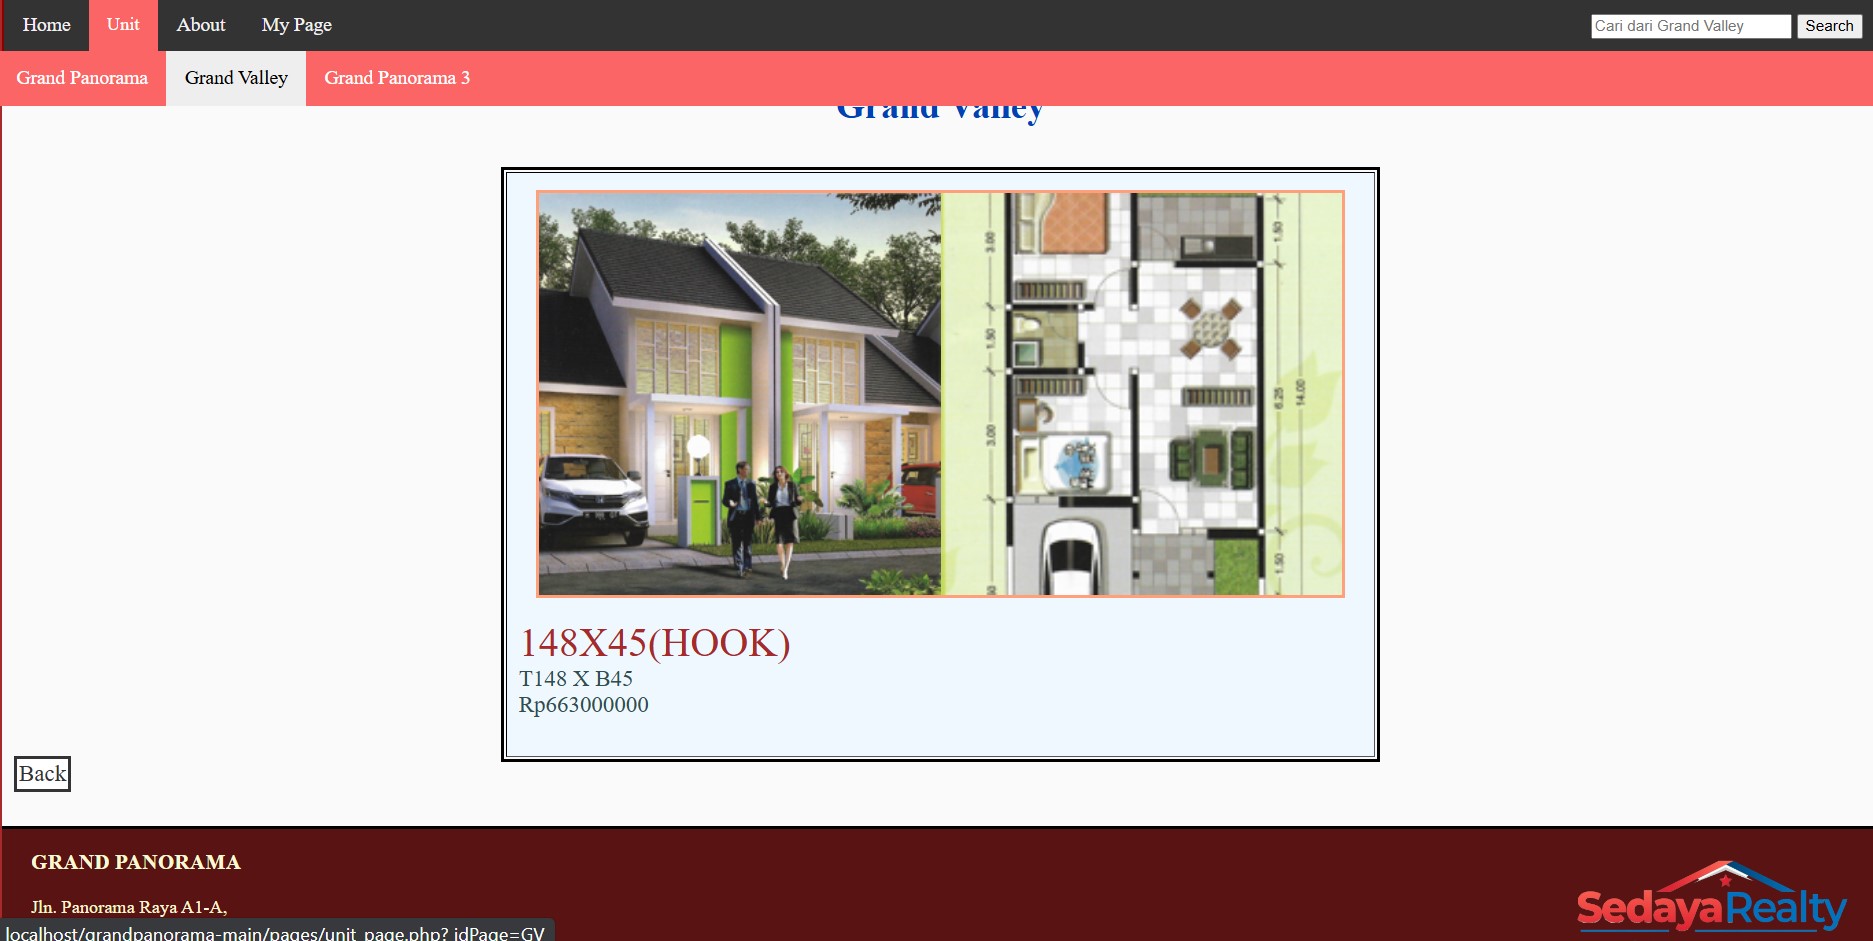 Home Unit About My Page Cari dari Grand Valley Search
Grand Panorama Grand Valley Grand Panorama 3
Grand Valley
3.00
1.50
3.00
1.50
6.25
14.00
1.50
148X45(HOOK)
T148 X B45
Rp663000000
Back
GRAND PANORAMA
Jln. Panorama Raya A1-A,
SedayaRealty
localhost/grandpanorama-main/pages/unit_page.php?_idPage=GV